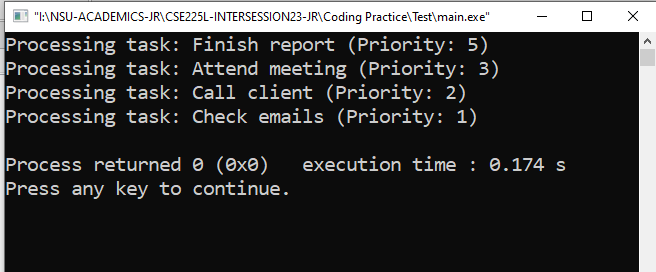 "I:\NSU-ACADEMICS-JR\CSE225L-INTERSESSION23-JR\Coding Practice\Test\main.exe"
Processing task: Finish report (Priority: 5)
Processing task: Attend meeting (Priority: 3)
Processing task: Call client (Priority: 2)
Processing task: Check emails (Priority: 1)
Process returned 0 (0x0)   execution time : 0.174 s
Press any key to continue.